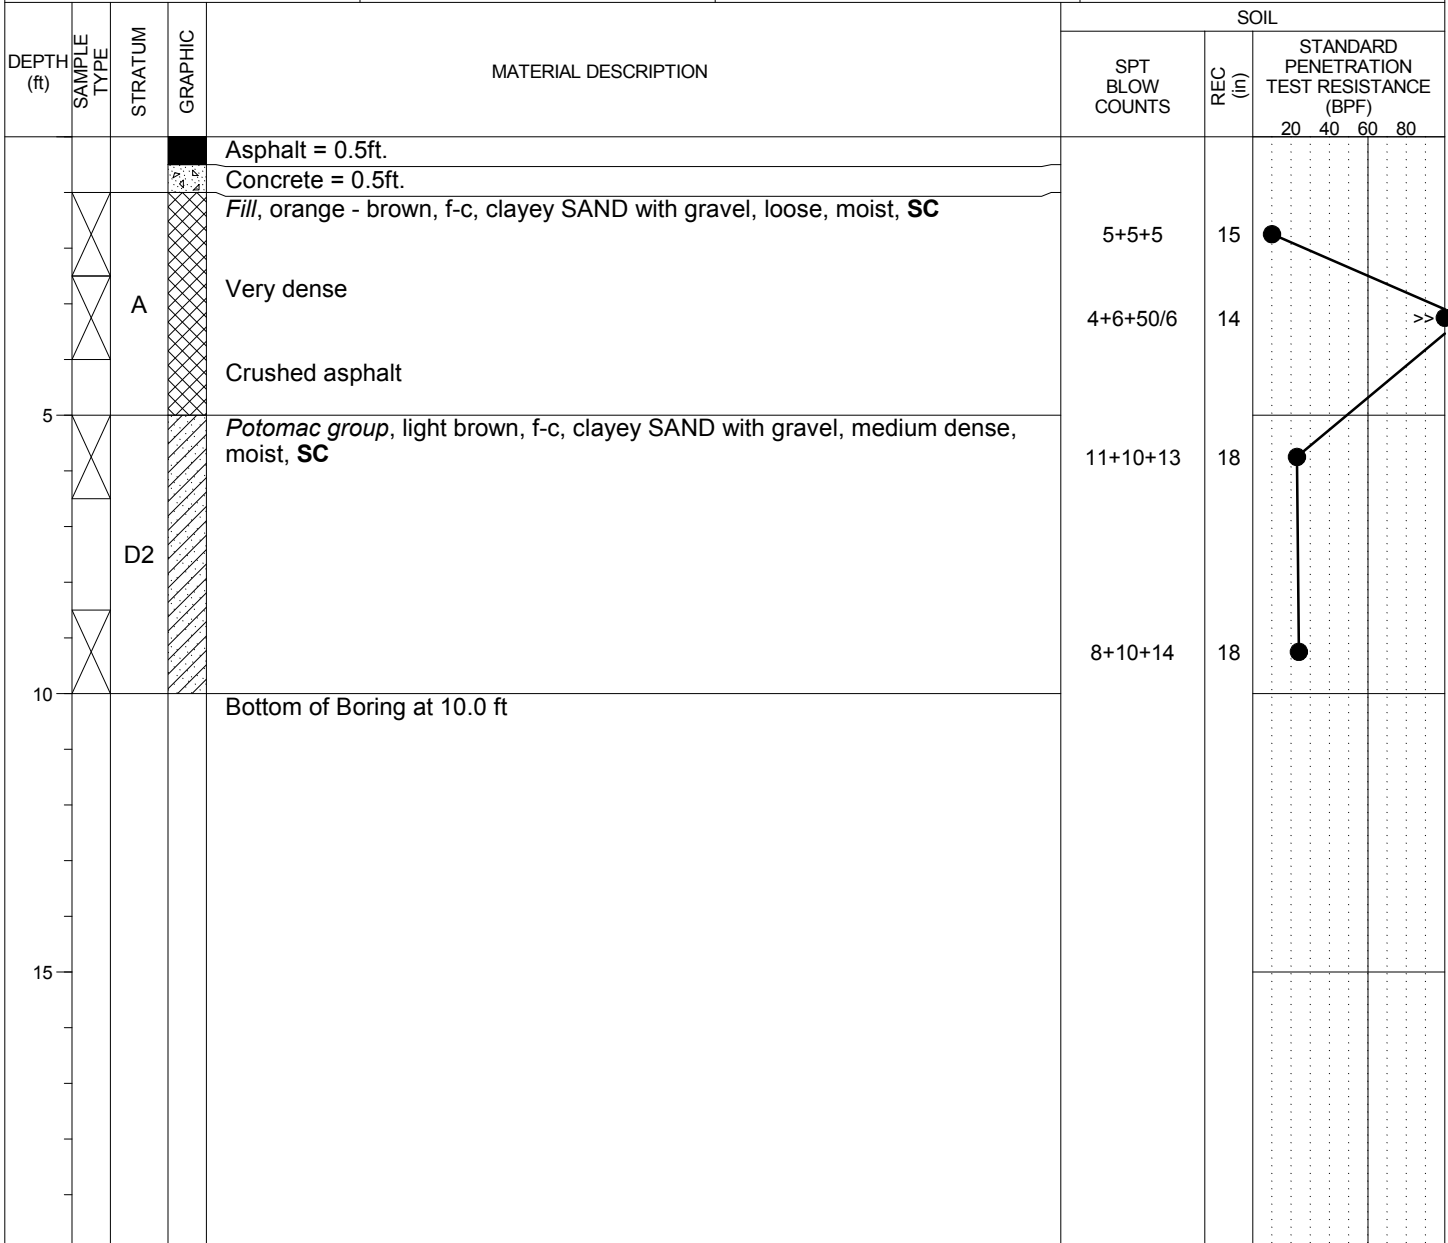 SOIL
DEPTH
(ft)
SAMPLE
TYPE
STRATUM
GRAPHIC
MATERIAL DESCRIPTION
SPT
BLOW
COUNTS
REC
(in)
STANDARD
PENETRATION
TEST RESISTANCE
(BPF)
20 40 60 80
Asphalt = 0.5ft.
Concrete = 0.5ft.
Fill, orange - brown, f-c, clayey SAND with gravel, loose, moist, SC
5+5+5 15
Very dense
A
4+6+50/6 14 >>
Crushed asphalt
5
Potomac group, light brown, f-c, clayey SAND with gravel, medium dense,
moist, SC
11+10+13 18
D2
8+10+14 18
10
Bottom of Boring at 10.0 ft
15